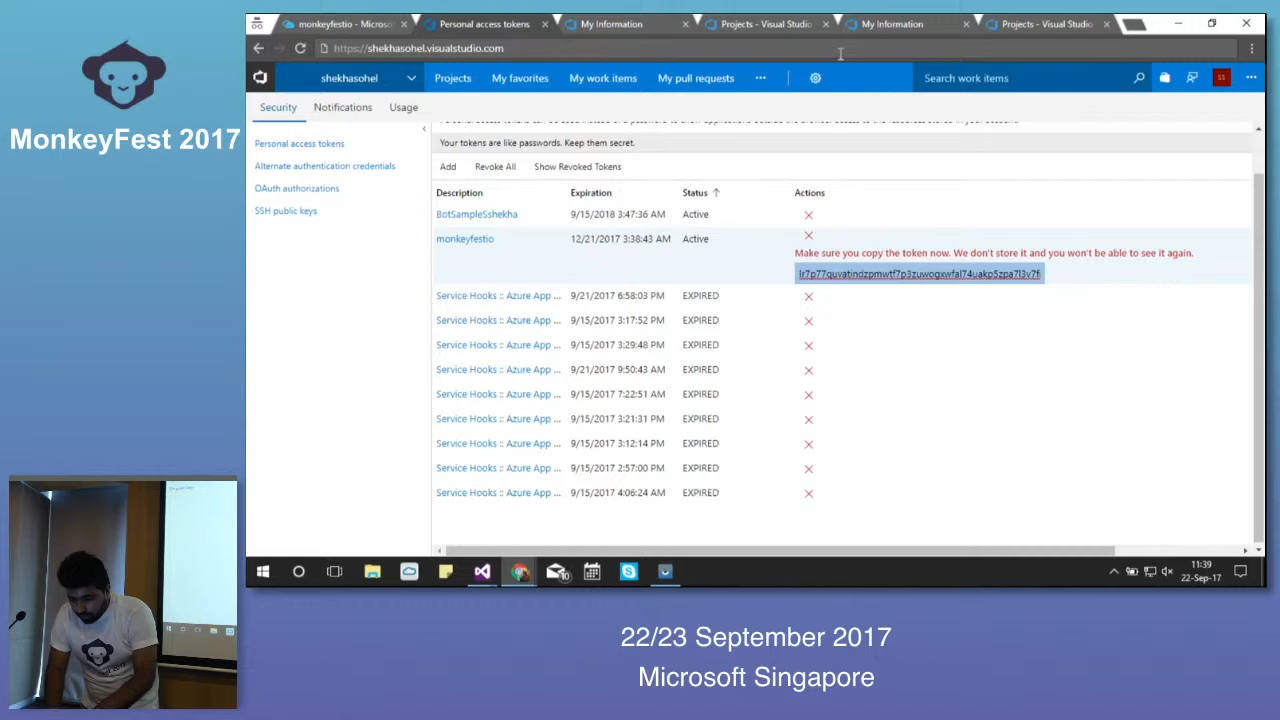 monkeyfestio - Microso
Personal access tokens
My Information
Projects - Visual Studio
My Information
Projects - Visual Studio
https://shekhasohel.visualstudio.com
shekhasohel
Projects
My favorites
My work items
My pull requests
Search work items
SS
Security
Notifications
Usage
Personal access tokens
Alternate authentication credentials
OAuth authorizations
SSH public keys
Your tokens are like passwords. Keep them secret.
Add Revoke All Show Revoked Tokens
Description Expiration Status Actions
BotSampleSshekha 9/15/2018 3:47:36 AM Active
monkeyfestio 12/21/2017 3:38:43 AM Active
Make sure you copy the token now. We don't store it and you won't be able to see it again.
Service Hooks :: Azure App ... 9/21/2017 6:58:03 PM EXPIRED
Service Hooks :: Azure App ... 9/15/2017 3:17:52 PM EXPIRED
Service Hooks :: Azure App ... 9/15/2017 3:29:48 PM EXPIRED
Service Hooks :: Azure App ... 9/21/2017 9:50:43 AM EXPIRED
Service Hooks :: Azure App ... 9/15/2017 7:22:51 AM EXPIRED
Service Hooks :: Azure App ... 9/15/2017 3:21:31 PM EXPIRED
Service Hooks :: Azure App ... 9/15/2017 3:12:14 PM EXPIRED
Service Hooks :: Azure App ... 9/15/2017 2:57:00 PM EXPIRED
Service Hooks :: Azure App ... 9/15/2017 4:06:24 AM EXPIRED
10
11:39
22-Sep-17
MonkeyFest 2017
22/23 September 2017
Microsoft Singapore